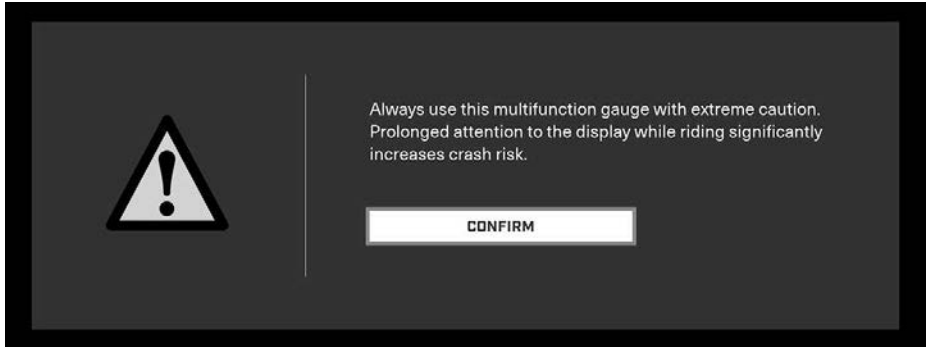 Always use this multifunction gauge with extreme caution.
Prolonged attention to the display while riding significantly
increases crash risk.
CONFIRM